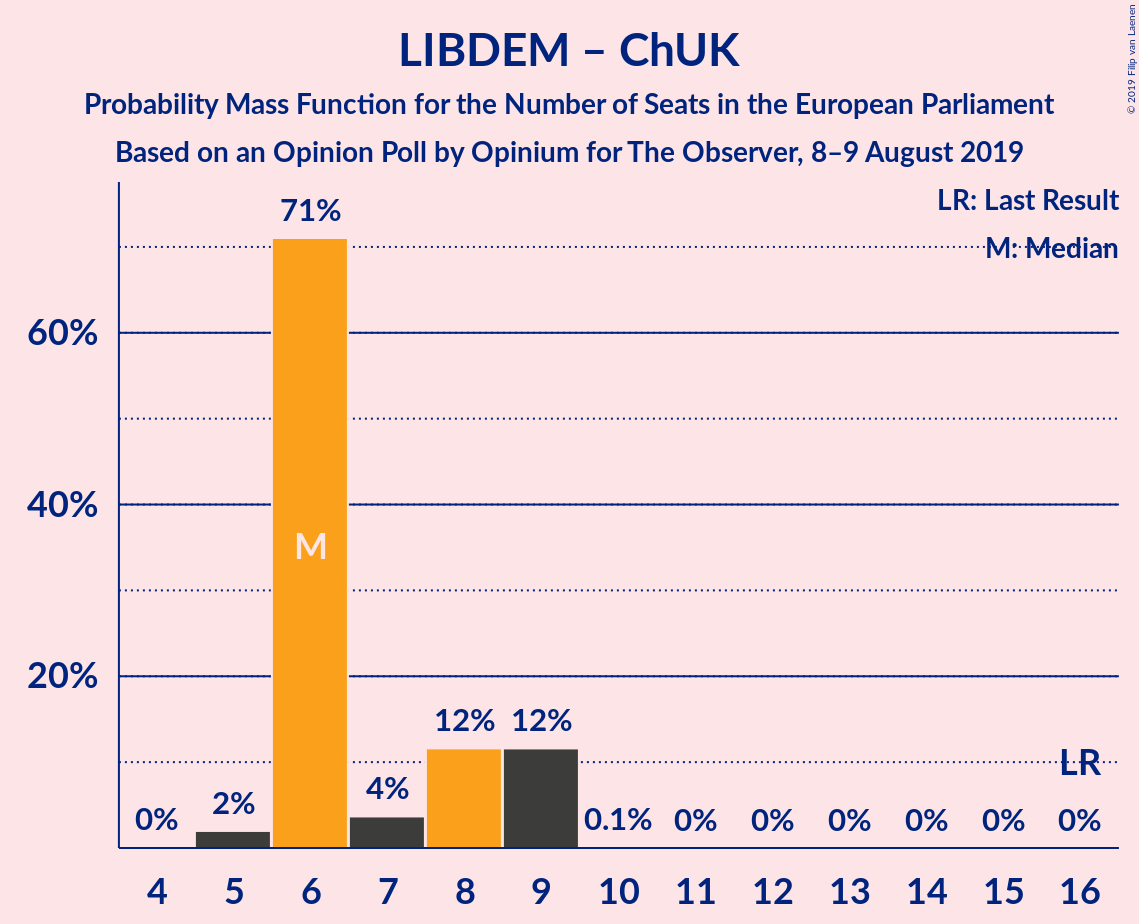 LIBDEM – ChUK
Probability Mass Function for the Number of Seats in the European Parliament
Based on an Opinion Poll by Opinium for The Observer, 8–9 August 2019
© 2019 Filip van Laenen
LR: Last Result
M: Median
71%
60%
40%
M
20%
12% 12%
LR
0% 2% 4% 0.1% 0% 0% 0% 0% 0% 0%
4 5 6 7 8 9 10 11 12 13 14 15 16